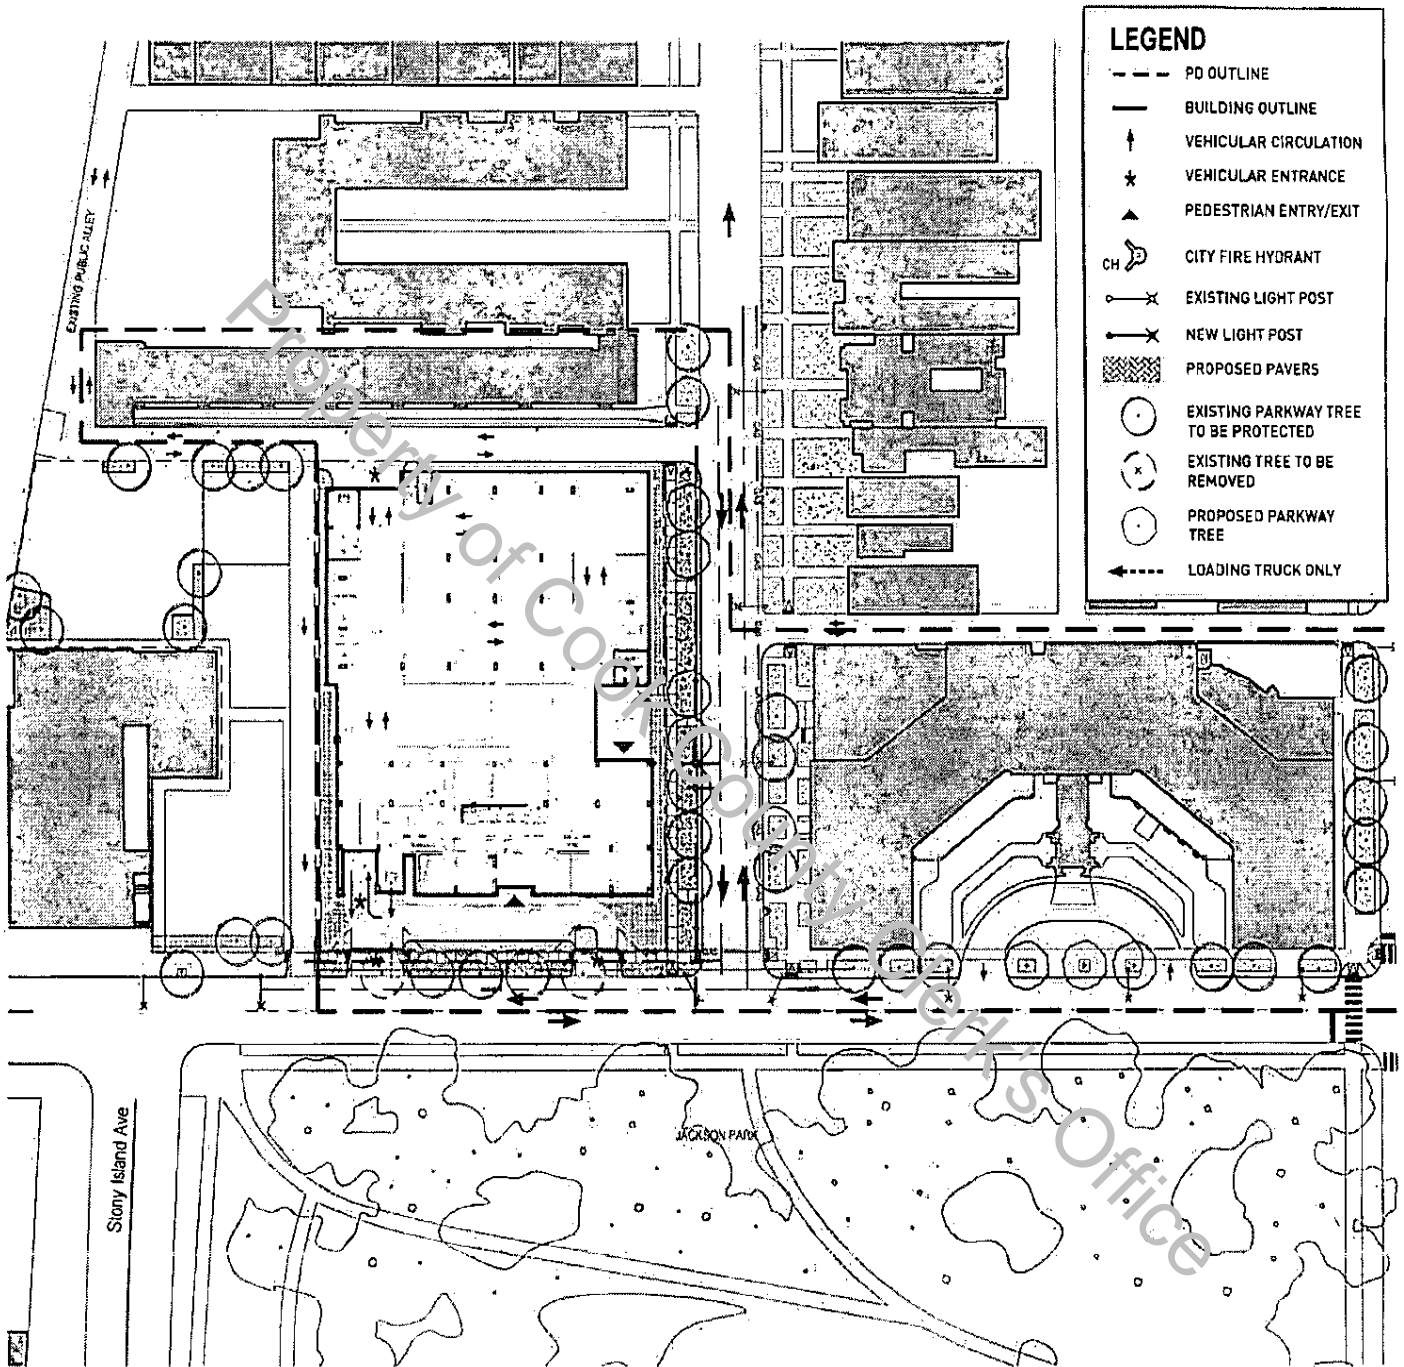 LEGEND
PD OUTLINE
BUILDING OUTLINE
VEHICULAR CIRCULATION
VEHICULAR ENTRANCE
PEDESTRIAN ENTRY/EXIT
CH
CITY FIRE HYDRANT
EXISTING LIGHT POST
NEW LIGHT POST
PROPOSED PAVERS
EXISTING PARKWAY TREE
TO BE PROTECTED
EXISTING TREE TO BE
REMOVED
PROPOSED PARKWAY
TREE
LOADING TRUCK ONLY
EXISTING PUBLIC ALLEY
Property of Cook County Clerk's Office
JACKSON PARK
Stony Island Ave